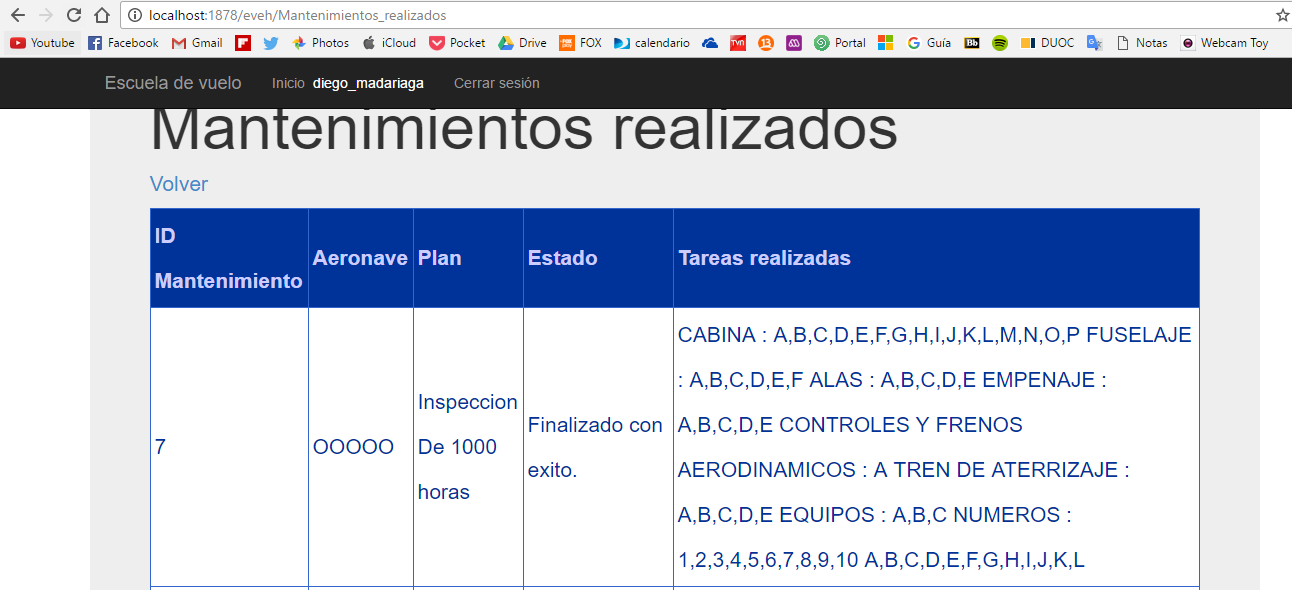 localhost:1878/eveh/Mantenimientos_realizados
Youtube Facebook Gmail Photos iCloud Pocket Drive FOX calendario TVN 13 Portal Guía Bb DUOC Notas Webcam Toy
Escuela de vuelo Inicio diego_madariaga Cerrar sesión
Mantenimientos realizados
Volver
ID
Mantenimiento
Aeronave
Plan
Estado
Tareas realizadas
7
OOOOO
Inspeccion
De 1000
horas
Finalizado con
exito.
CABINA : A,B,C,D,E,F,G,H,I,J,K,L,M,N,O,P FUSELAJE
: A,B,C,D,E,F ALAS : A,B,C,D,E EMPENAJE :
A,B,C,D,E CONTROLES Y FRENOS
AERODINAMICOS : A TREN DE ATERRIZAJE :
A,B,C,D,E EQUIPOS : A,B,C NUMEROS :
1,2,3,4,5,6,7,8,9,10 A,B,C,D,E,F,G,H,I,J,K,L